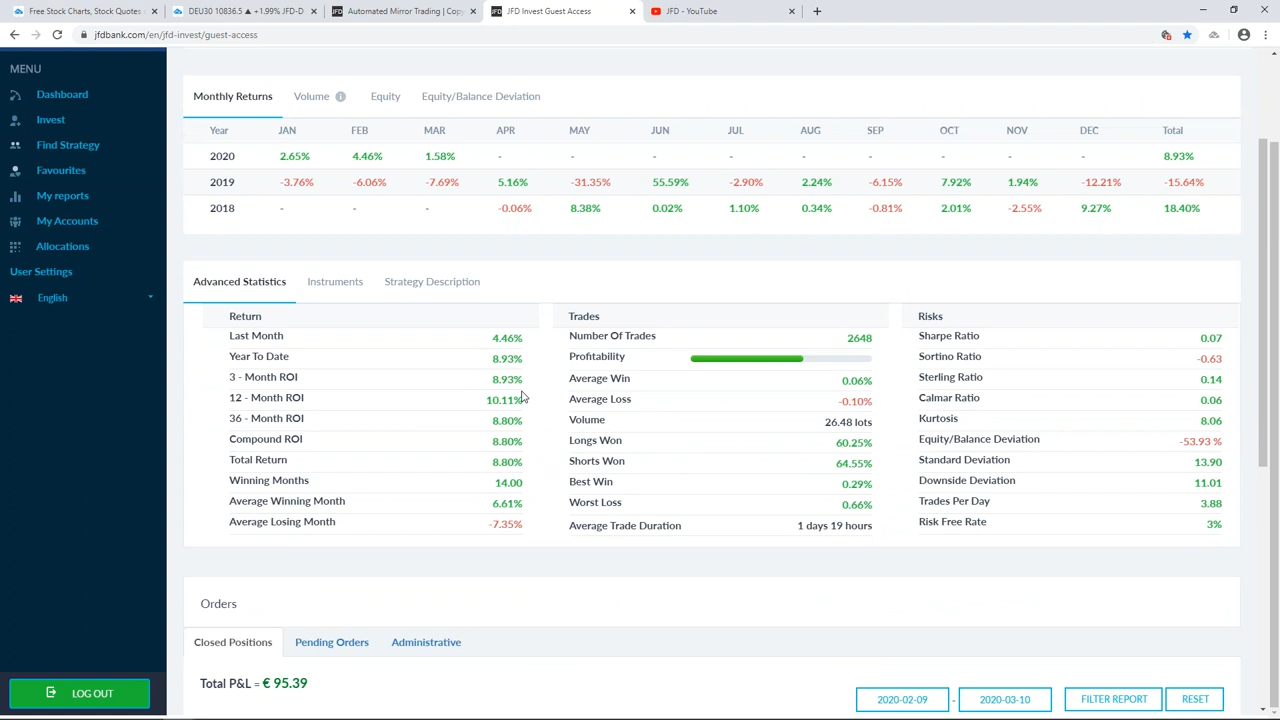 Free Stock Charts, Stock Quotes
DEU30 10836.5 ▲ +1.99% JFD-D
Automated Mirror Trading | Copy
JFD Invest Guest Access
JFD - YouTube
jfdbank.com/en/jfd-invest/guest-access
MENU
Dashboard
Invest
Find Strategy
Favourites
My reports
My Accounts
Allocations
User Settings
English
LOG OUT
Monthly Returns Volume Equity Equity/Balance Deviation
Year JAN FEB MAR APR MAY JUN JUL AUG SEP OCT NOV DEC Total
2020 2.65% 4.46% 1.58% - - - - - - - - - 8.93%
2019 -3.76% -6.06% -7.69% 5.16% -31.35% 55.59% -2.90% 2.24% -6.15% 7.92% 1.94% -12.21% -15.64%
2018 - - - -0.06% 8.38% 0.02% 1.10% 0.34% -0.81% 2.01% -2.55% 9.27% 18.40%
Advanced Statistics Instruments Strategy Description
Return
Last Month 4.46%
Year To Date 8.93%
3 - Month ROI 8.93%
12 - Month ROI 10.11%
36 - Month ROI 8.80%
Compound ROI 8.80%
Total Return 8.80%
Winning Months 14.00
Average Winning Month 6.61%
Average Losing Month -7.35%
Trades
Number Of Trades 2648
Profitability
Average Win 0.06%
Average Loss -0.10%
Volume 26.48 lots
Longs Won 60.25%
Shorts Won 64.55%
Best Win 0.29%
Worst Loss 0.66%
Average Trade Duration 1 days 19 hours
Risks
Sharpe Ratio 0.07
Sortino Ratio -0.63
Sterling Ratio 0.14
Calmar Ratio 0.06
Kurtosis 8.06
Equity/Balance Deviation -53.93 %
Standard Deviation 13.90
Downside Deviation 11.01
Trades Per Day 3.88
Risk Free Rate 3%
Orders
Closed Positions Pending Orders Administrative
Total P&L = € 95.39
2020-02-09 - 2020-03-10 FILTER REPORT RESET